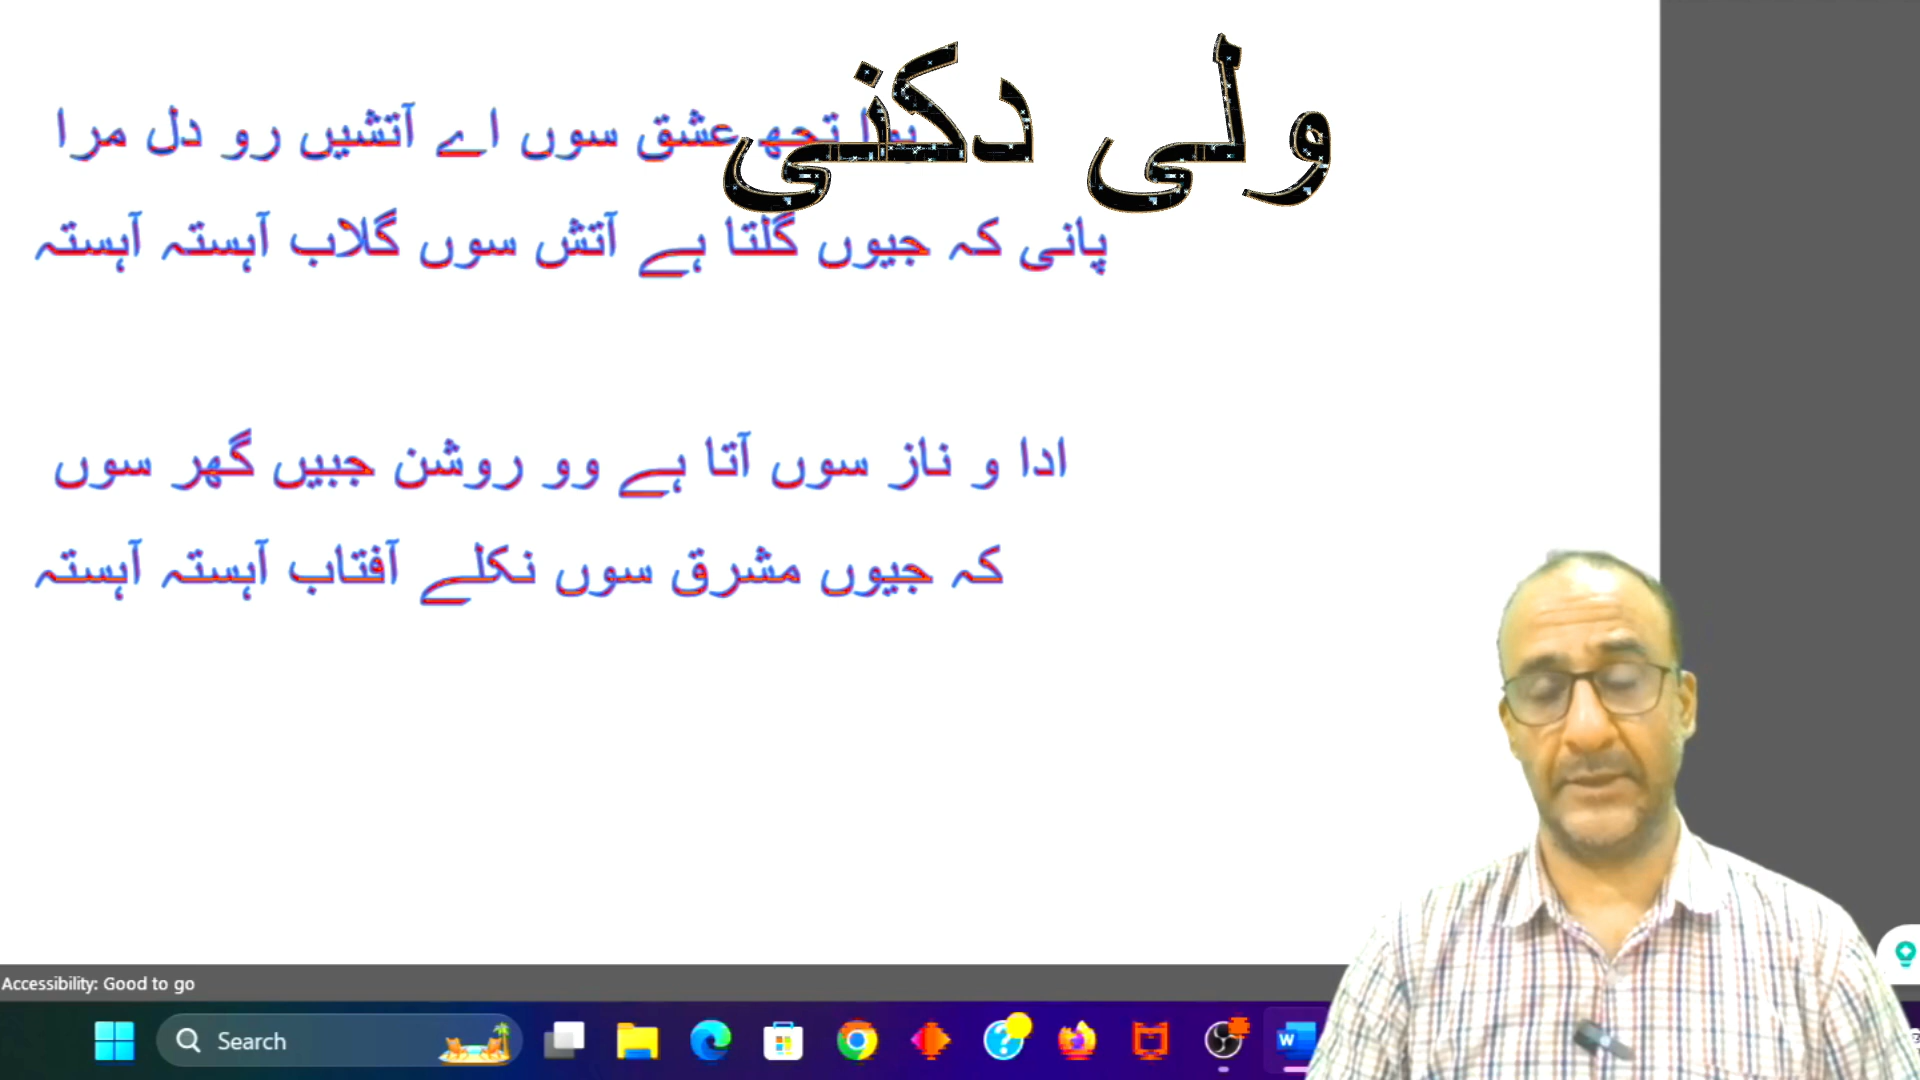 ولی دکنی
ہوا تجھ عشق سوں اے آتشیں رو دل مرا
پانی کہ جیوں گلتا ہے آتش سوں گلاب آہستہ آہستہ
ادا و ناز سوں آتا ہے وو روشن جبیں گھر سوں
کہ جیوں مشرق سوں نکلے آفتاب آہستہ آہستہ
Accessibility: Good to go
Search